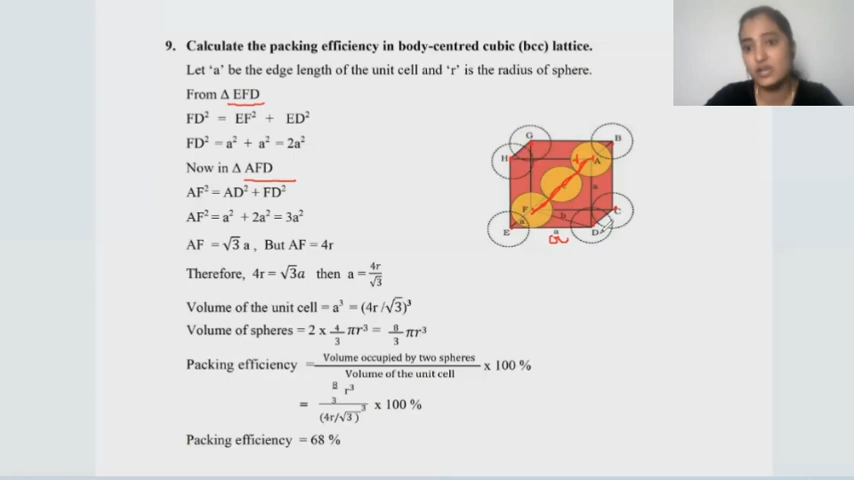 9. Calculate the packing efficiency in body-centred cubic (bcc) lattice.
Let 'a' be the edge length of the unit cell and 'r' is the radius of sphere.
From Δ EFD
FD² = EF² + ED²
FD² = a² + a² = 2a²
Now in Δ AFD
AF² = AD² + FD²
AF² = a² + 2a² = 3a²
AF = √3 a, But AF = 4r
Therefore, 4r = √3a then a = 4r/√3
Volume of the unit cell = a³ = (4r/√3)³
Volume of spheres = 2 x 4/3 πr³ = 8/3 πr³
Packing efficiency = Volume occupied by two spheres / Volume of the unit cell x 100 %
= 8/3 r³ / (4r/√3)³ x 100 %
Packing efficiency = 68 %
G
B
H
A
a
F
C
b
a
E
a
D
a